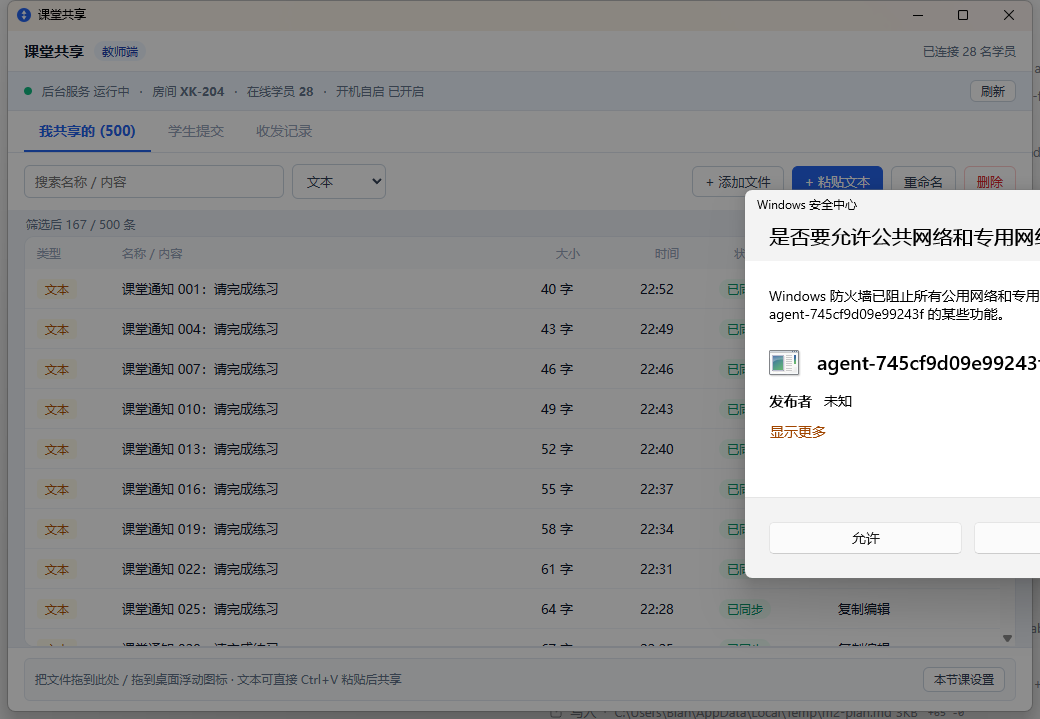 课堂共享
课堂共享 教师端 已连接 28 名学员
后台服务 运行中 · 房间 XK-204 · 在线学员 28 · 开机自启 已开启 刷新
我共享的 (500) 学生提交 收发记录
搜索名称 / 内容 文本 + 添加文件 + 粘贴文本 重命名 删除
筛选后 167 / 500 条
类型 名称 / 内容 大小 时间
文本 课堂通知 001：请完成练习 40 字 22:52 已
文本 课堂通知 004：请完成练习 43 字 22:49 已
文本 课堂通知 007：请完成练习 46 字 22:46 已
文本 课堂通知 010：请完成练习 49 字 22:43 已
文本 课堂通知 013：请完成练习 52 字 22:40 已
文本 课堂通知 016：请完成练习 55 字 22:37 已
文本 课堂通知 019：请完成练习 58 字 22:34 已
文本 课堂通知 022：请完成练习 61 字 22:31 已
文本 课堂通知 025：请完成练习 64 字 22:28 已同步 复制编辑
把文件拖到此处 / 拖到桌面浮动图标 · 文本可直接 Ctrl+V 粘贴后共享 本节课设置
Windows 安全中心
是否要允许公共网络和专用网络
Windows 防火墙已阻止所有公用网络和专用
agent-745cf9d09e99243f 的某些功能。
agent-745cf9d09e99243f
发布者 未知
显示更多
允许